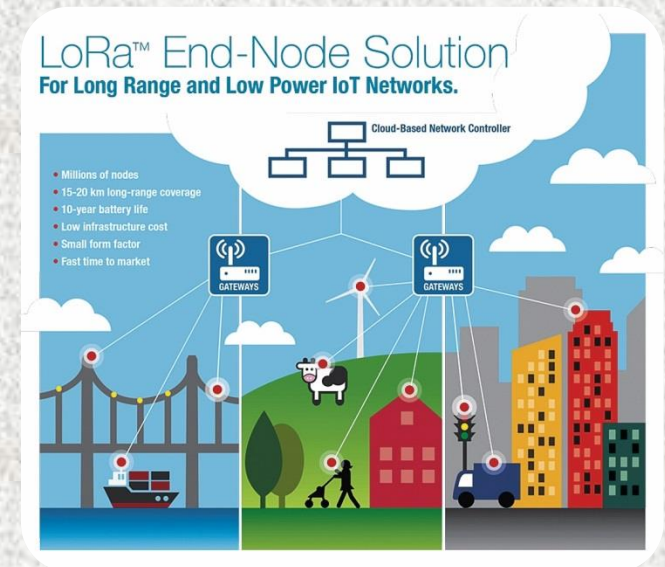 LoRa™ End-Node Solution
For Long Range and Low Power IoT Networks.
Cloud-Based Network Controller
• Millions of nodes
• 15-20 km long-range coverage
• 10-year battery life
• Low infrastructure cost
• Small form factor
• Fast time to market
GATEWAYS
GATEWAYS